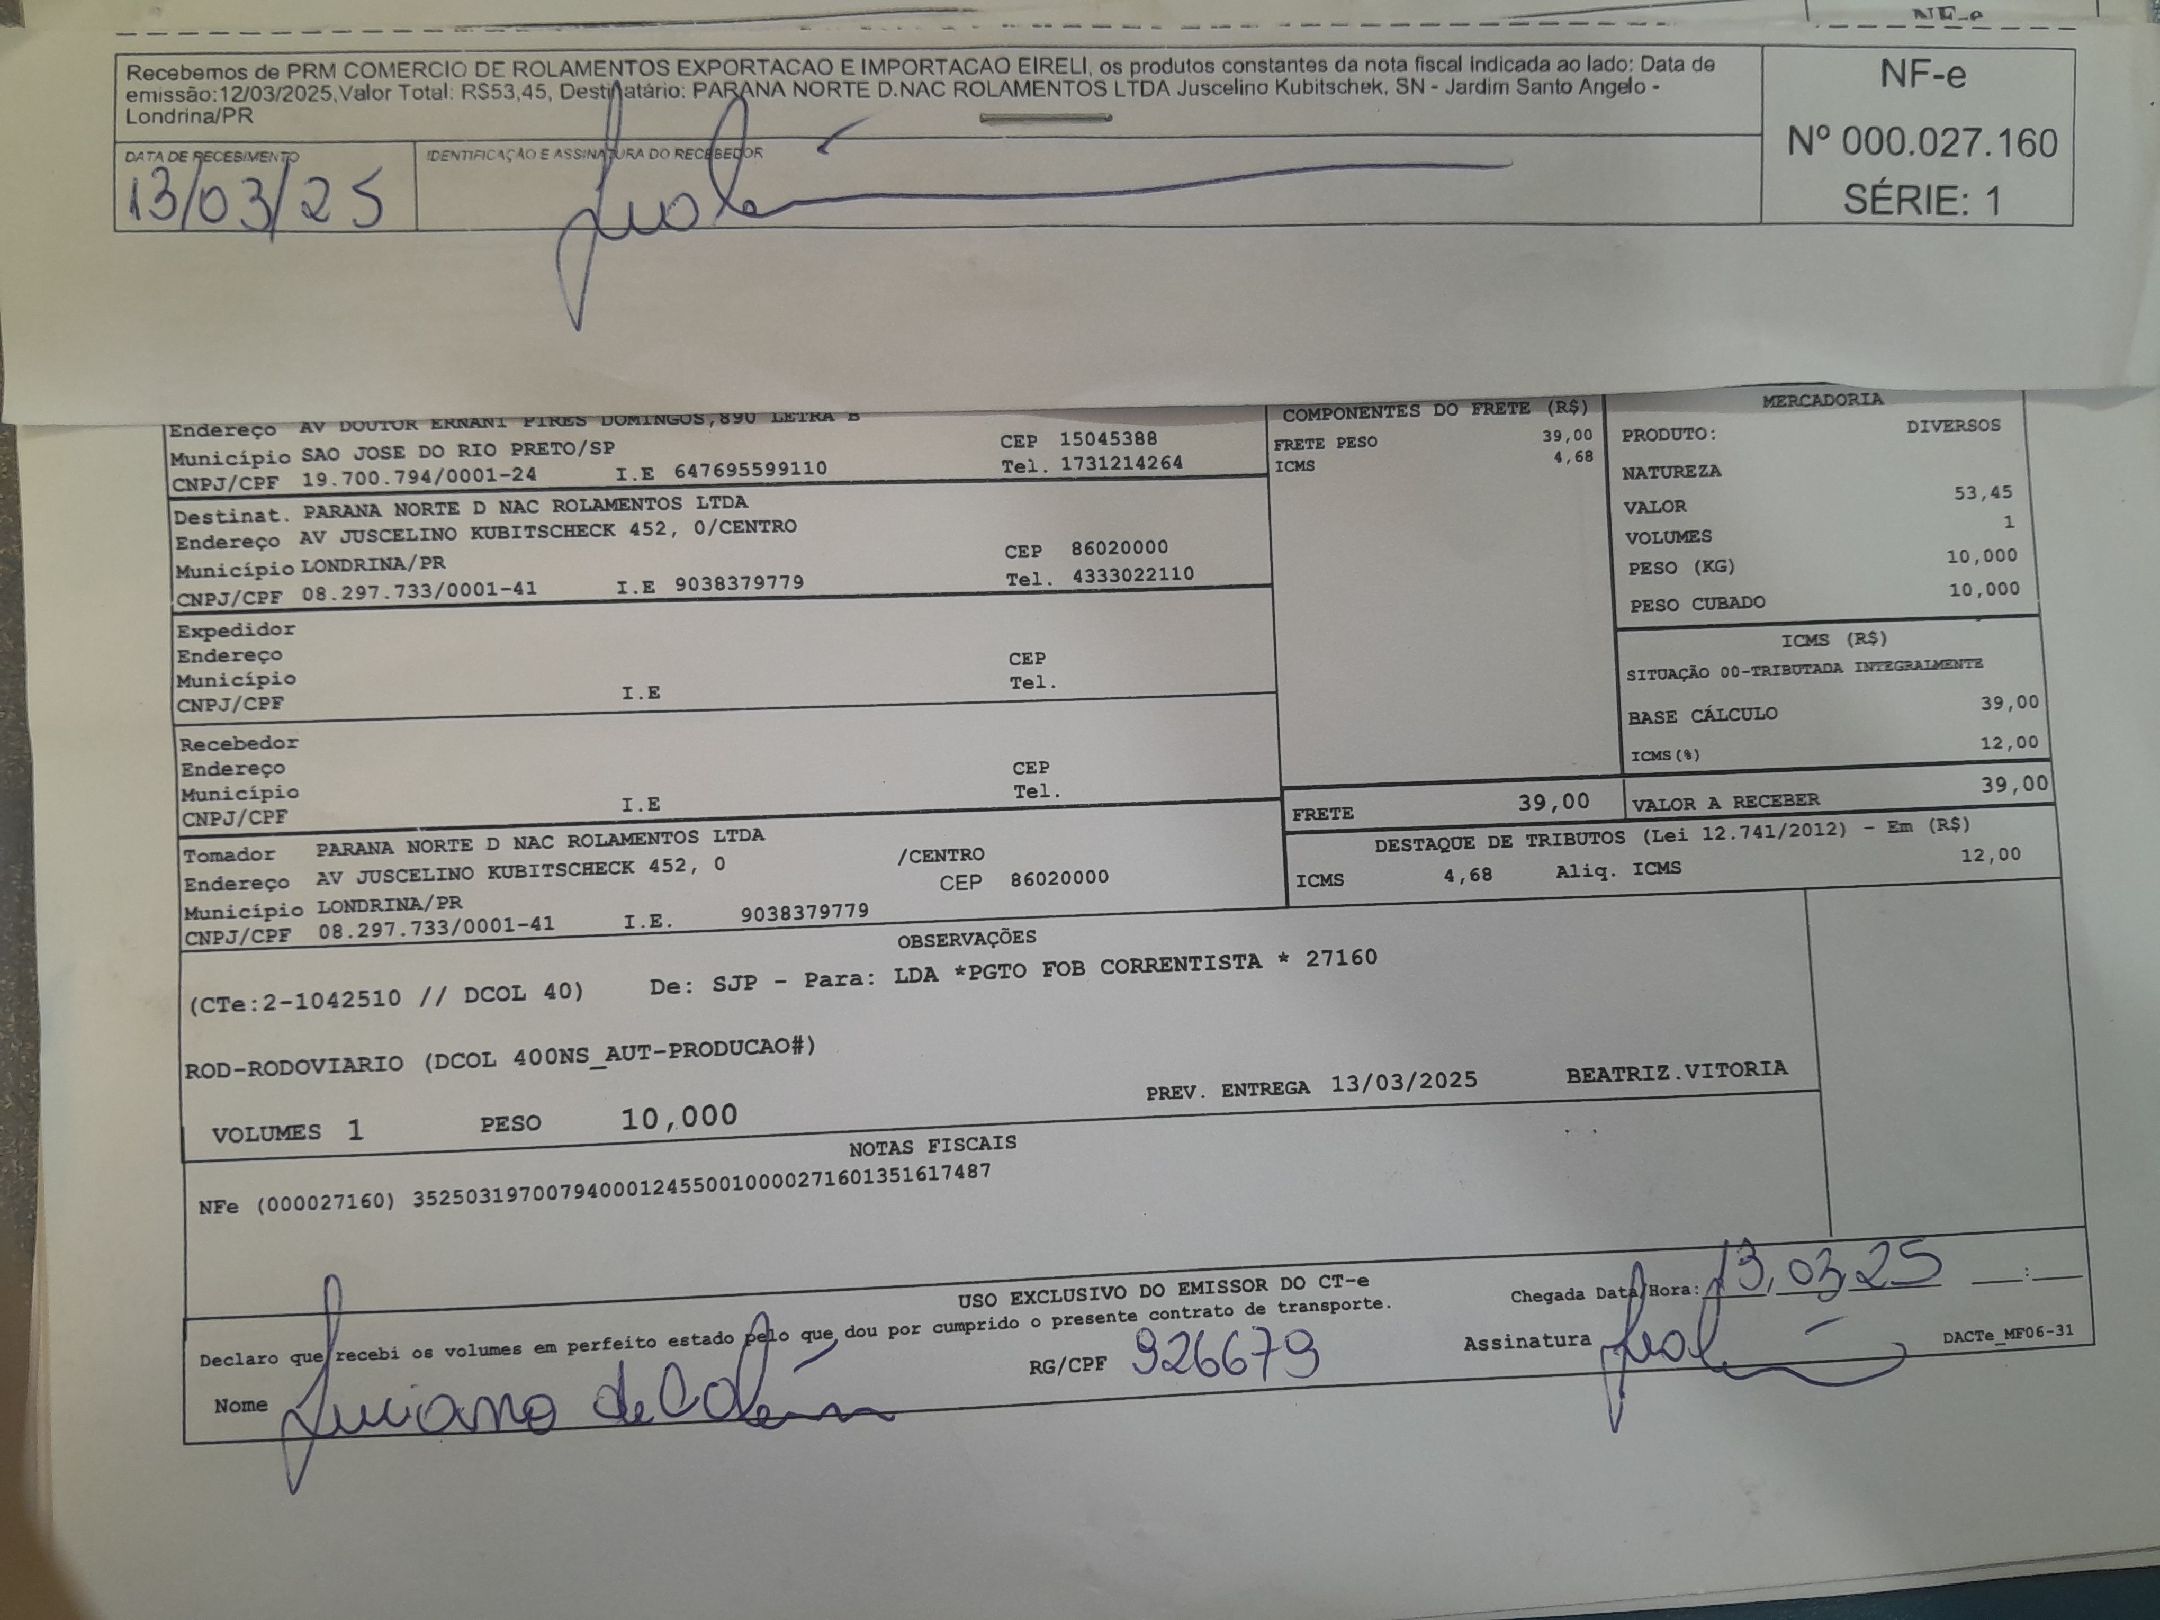 NF-e
Recebemos de PRM COMERCIO DE ROLAMENTOS EXPORTACAO E IMPORTACAO EIRELI, os produtos constantes da nota fiscal indicada ao lado; Data de
emissão:12/03/2025,Valor Total: R$53,45, Destinatário: PARANA NORTE D.NAC ROLAMENTOS LTDA Juscelino Kubitschek, SN - Jardim Santo Angelo -
Londrina/PR
NF-e
Nº 000.027.160
SÉRIE: 1
DATA DE RECEBIMENTO
13/03/25
IDENTIFICAÇÃO E ASSINATURA DO RECEBEDOR
Endereço AV DOUTOR ERNANI PIRES DOMINGOS,890 LETRA B
Município SAO JOSE DO RIO PRETO/SP CEP 15045388
CNPJ/CPF 19.700.794/0001-24 I.E 647695599110 Tel. 1731214264
Destinat. PARANA NORTE D NAC ROLAMENTOS LTDA
Endereço AV JUSCELINO KUBITSCHECK 452, 0/CENTRO
Município LONDRINA/PR CEP 86020000
CNPJ/CPF 08.297.733/0001-41 I.E 9038379779 Tel. 4333022110
Expedidor
Endereço
Município CEP
CNPJ/CPF I.E Tel.
Recebedor
Endereço
Município CEP
CNPJ/CPF I.E Tel.
Tomador PARANA NORTE D NAC ROLAMENTOS LTDA
Endereço AV JUSCELINO KUBITSCHECK 452, 0 /CENTRO
Município LONDRINA/PR CEP 86020000
CNPJ/CPF 08.297.733/0001-41 I.E. 9038379779
COMPONENTES DO FRETE (R$)
FRETE PESO 39,00
ICMS 4,68
MERCADORIA
PRODUTO: DIVERSOS
NATUREZA
VALOR 53,45
VOLUMES 1
PESO (KG) 10,000
PESO CUBADO 10,000
ICMS (R$)
SITUAÇÃO 00-TRIBUTADA INTEGRALMENTE
BASE CÁLCULO 39,00
ICMS(%) 12,00
FRETE 39,00 VALOR A RECEBER 39,00
DESTAQUE DE TRIBUTOS (Lei 12.741/2012) - Em (R$)
ICMS 4,68 Aliq. ICMS 12,00
OBSERVAÇÕES
(CTe:2-1042510 // DCOL 40) De: SJP - Para: LDA *PGTO FOB CORRENTISTA * 27160
ROD-RODOVIARIO (DCOL 400NS_AUT-PRODUCAO#)
VOLUMES 1 PESO 10,000 PREV. ENTREGA 13/03/2025 BEATRIZ.VITORIA
NOTAS FISCAIS
NFe (000027160) 35250319700794000124550010000271601351617487
USO EXCLUSIVO DO EMISSOR DO CT-e
Declaro que recebi os volumes em perfeito estado pelo que dou por cumprido o presente contrato de transporte.
Chegada Data/Hora: 13,03,25 __:__
Nome Luciano de
RG/CPF 926679
Assinatura
DACTe_MF06-31